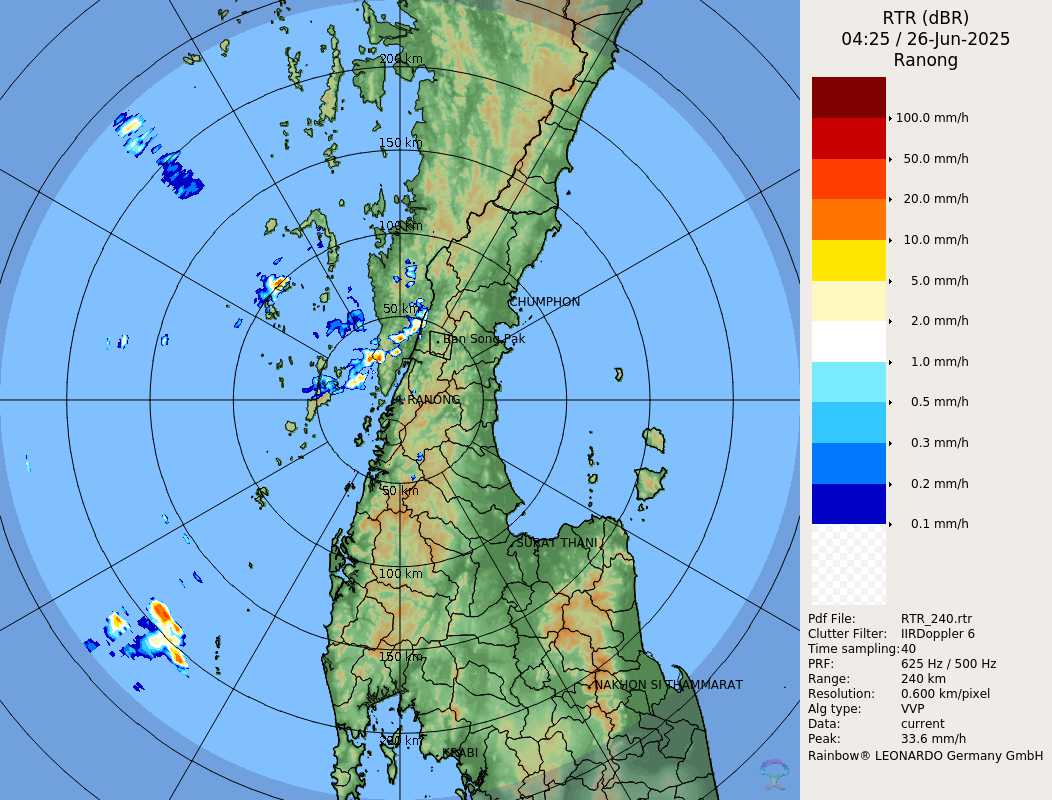 RTR (dBR)
04:25 / 26-Jun-2025
Ranong
100.0 mm/h
50.0 mm/h
20.0 mm/h
10.0 mm/h
5.0 mm/h
2.0 mm/h
1.0 mm/h
0.5 mm/h
0.3 mm/h
0.2 mm/h
0.1 mm/h
Pdf File: RTR_240.rtr
Clutter Filter: IIRDoppler 6
Time sampling:40
PRF: 625 Hz / 500 Hz
Range: 240 km
Resolution: 0.600 km/pixel
Alg type: VVP
Data: current
Peak: 33.6 mm/h
Rainbow® LEONARDO Germany GmbH
200 km
150 km
100 km
CHUMPHON
50 km
Ban Song Pak
RANONG
50 km
SURAT THANI
100 km
150 km
NAKHON SI THAMMARAT
200 km
KRABI